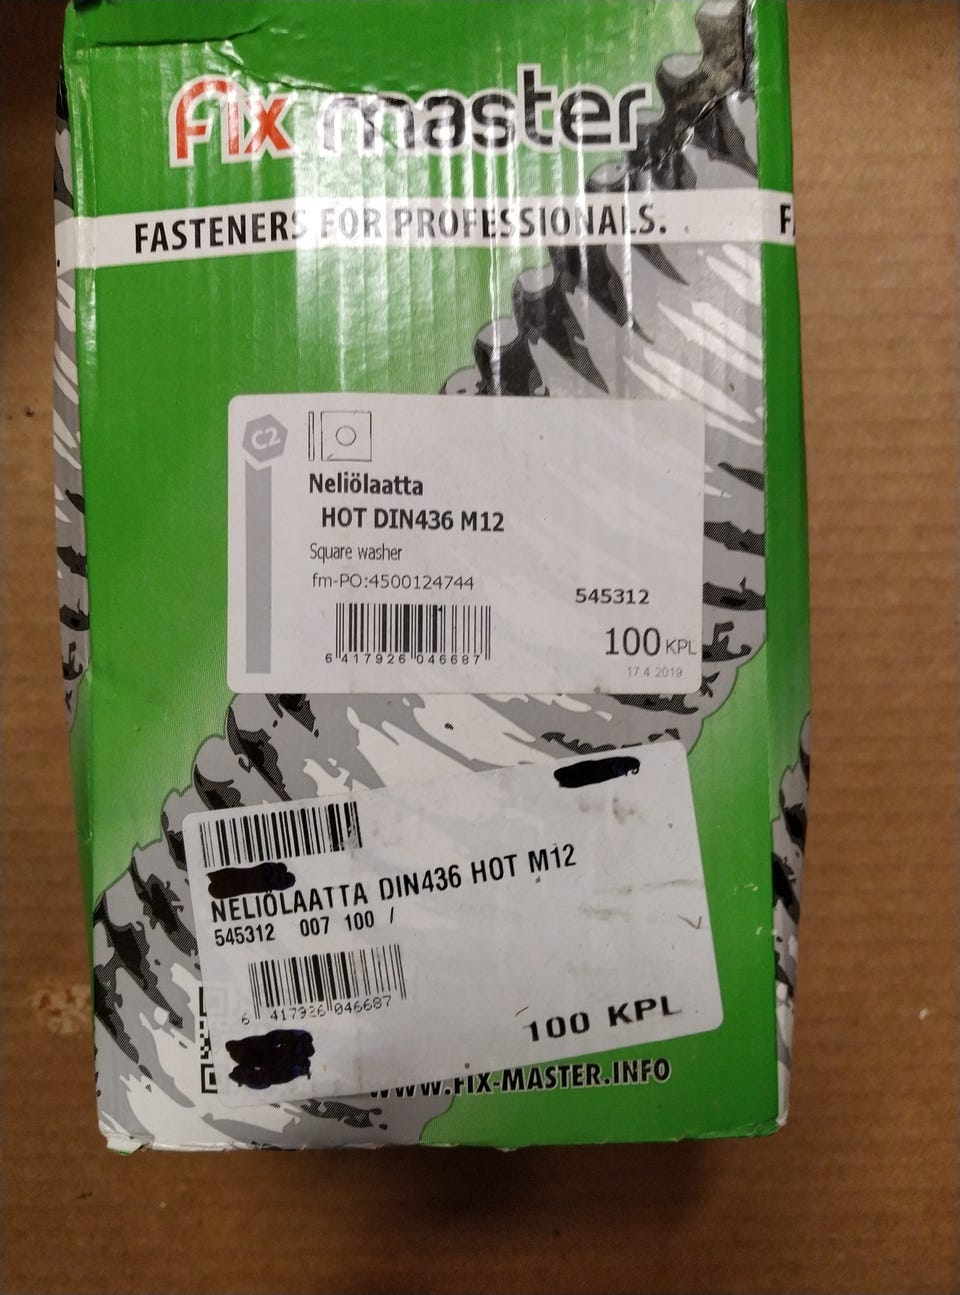 fix master
FASTENERS FOR PROFESSIONALS.
C2
Neliölaatta
HOT DIN436 M12
Square washer
fm-PO:4500124744
545312
6 417926 046687
100 KPL
17.4.2019
NELIÖLAATTA DIN436 HOT M12
545312 007 100 /
6 417926 046687
100 KPL
WWW.FIX-MASTER.INFO